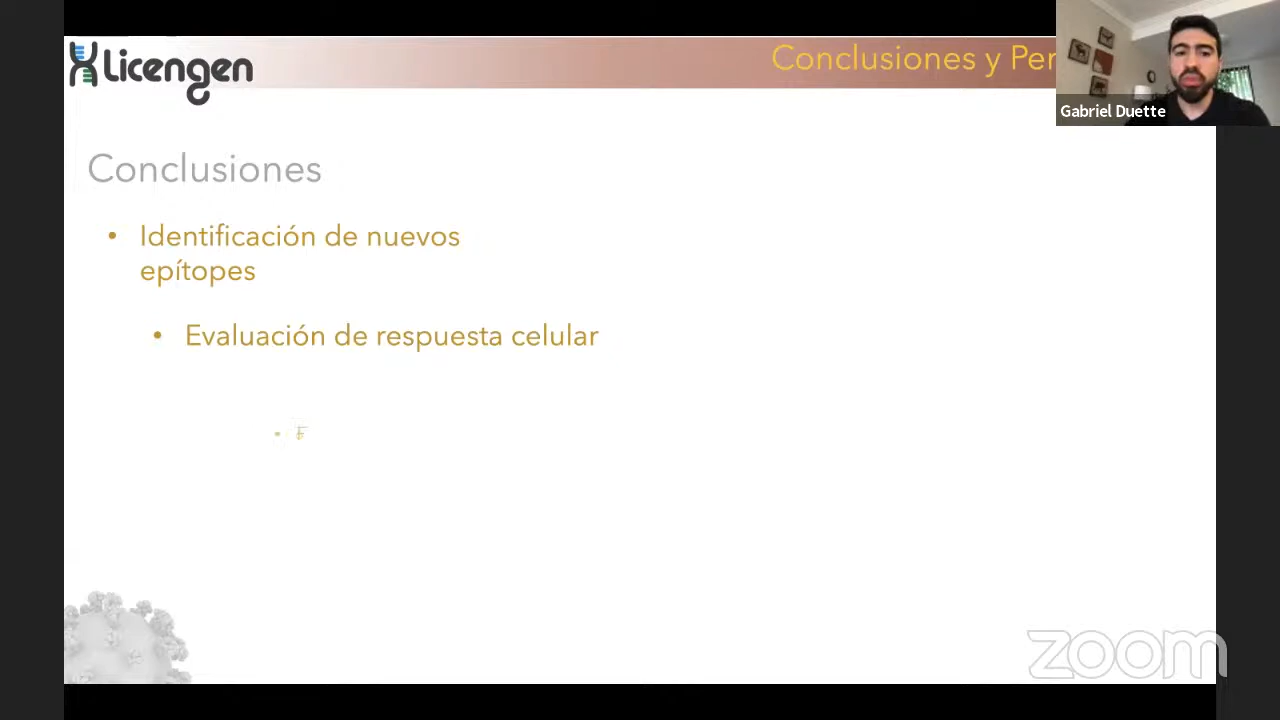 Licengen
Conclusiones y Per
Gabriel Duette
Conclusiones
• Identificación de nuevos
epítopes
• Evaluación de respuesta celular
zoom